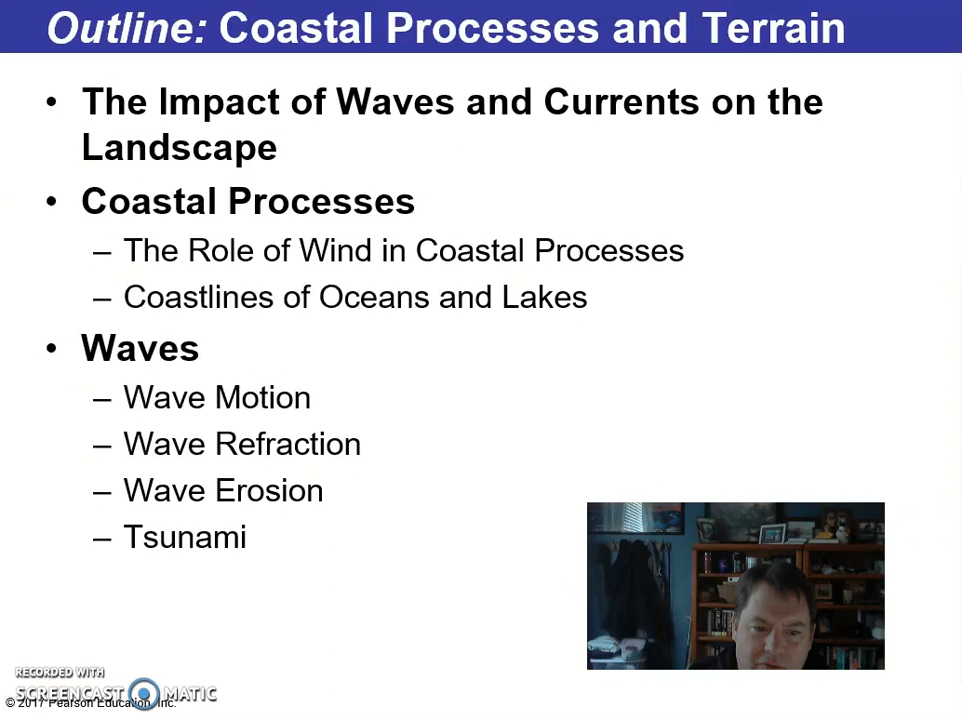 Outline: Coastal Processes and Terrain
• The Impact of Waves and Currents on the
Landscape
• Coastal Processes
– The Role of Wind in Coastal Processes
– Coastlines of Oceans and Lakes
• Waves
– Wave Motion
– Wave Refraction
– Wave Erosion
– Tsunami
RECORDED WITH
SCREENCAST MATIC
© 2017 Pearson Education, Inc.